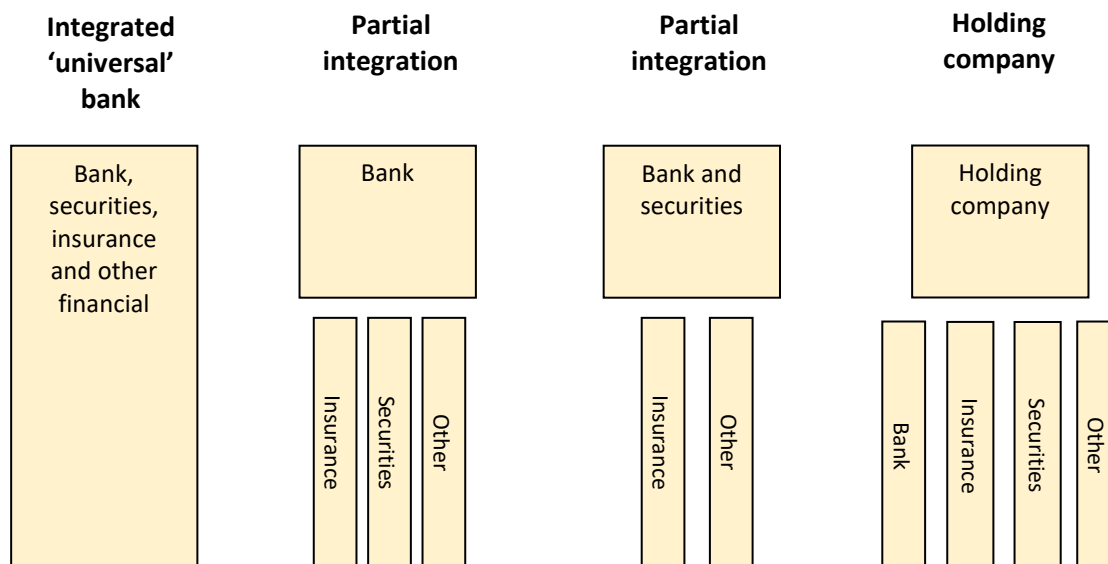 Integrated
‘universal’
bank
Partial
integration
Partial
integration
Holding
company
Bank,
securities,
insurance
and other
financial
Bank
Bank and
securities
Holding
company
Insurance
Securities
Other
Insurance
Other
Bank
Insurance
Securities
Other